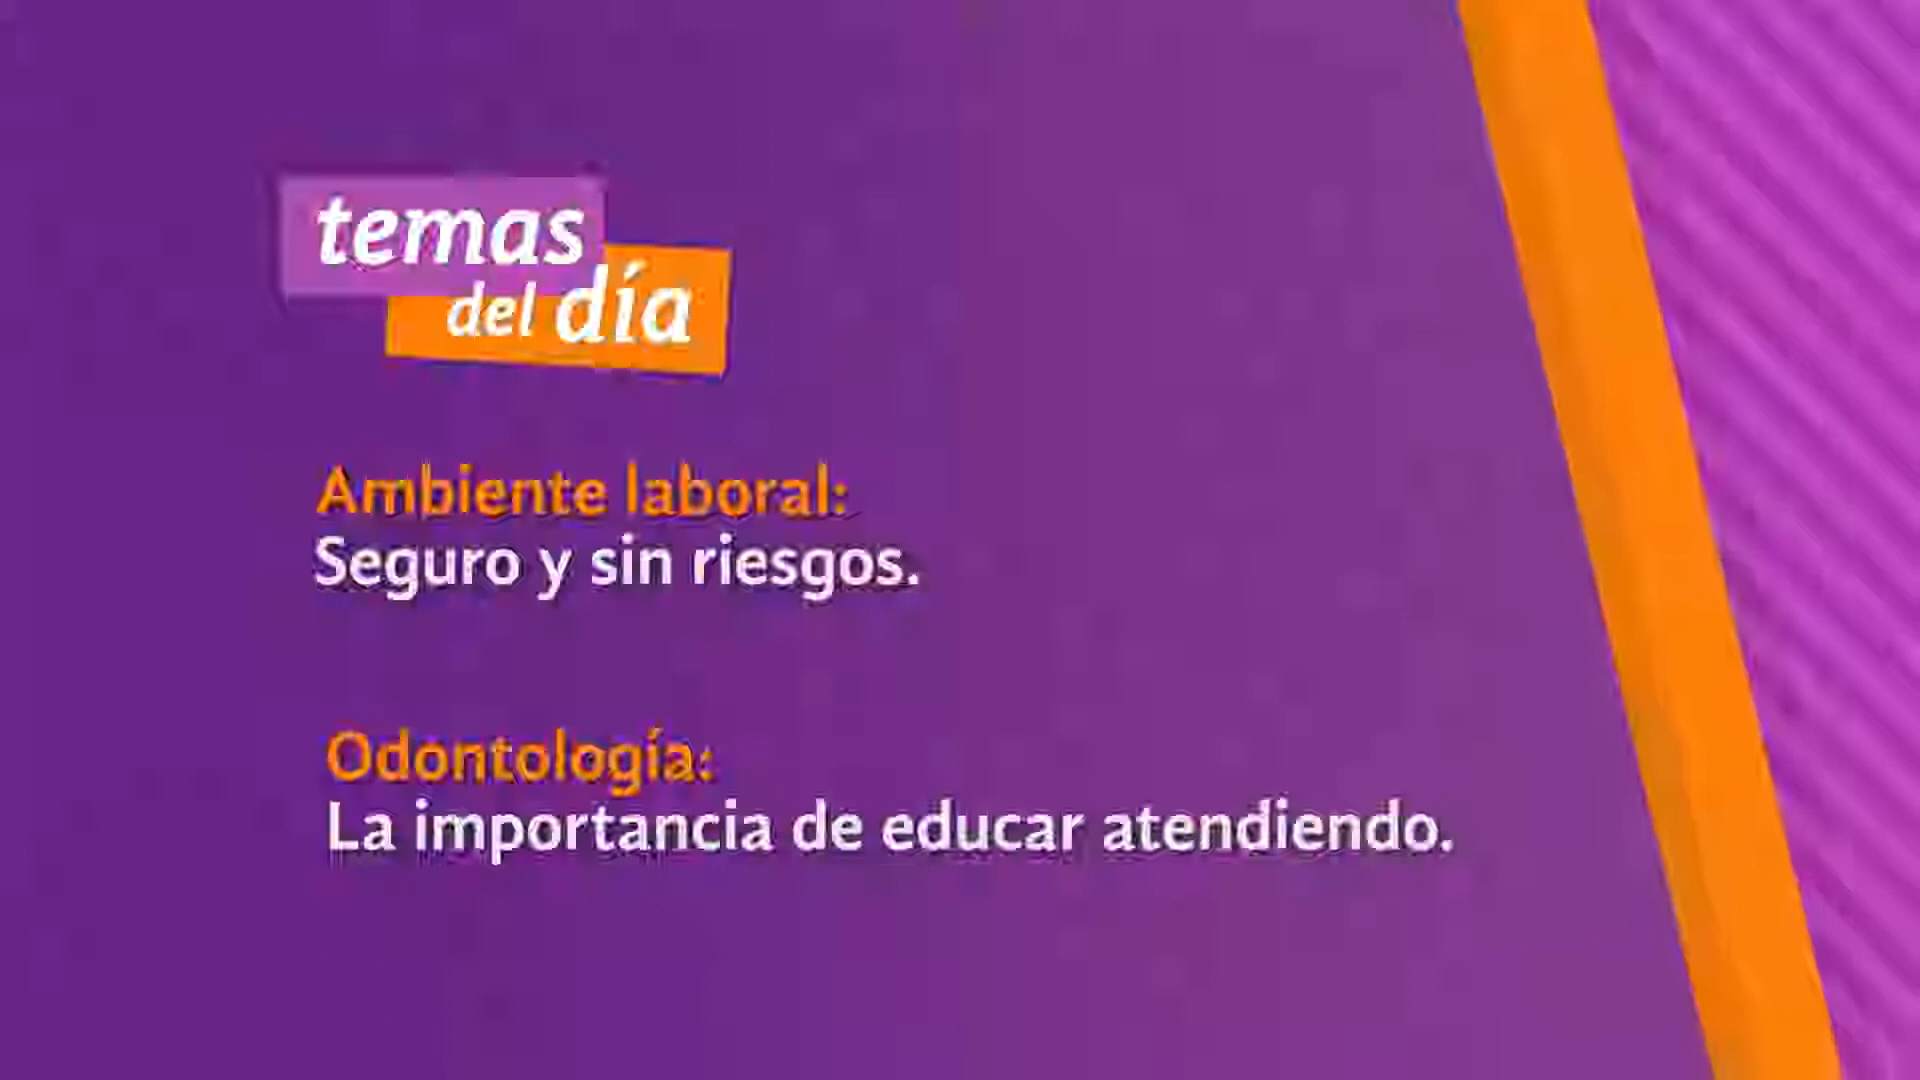 temas
del día
Ambiente laboral:
Seguro y sin riesgos.
Odontología:
La importancia de educar atendiendo.